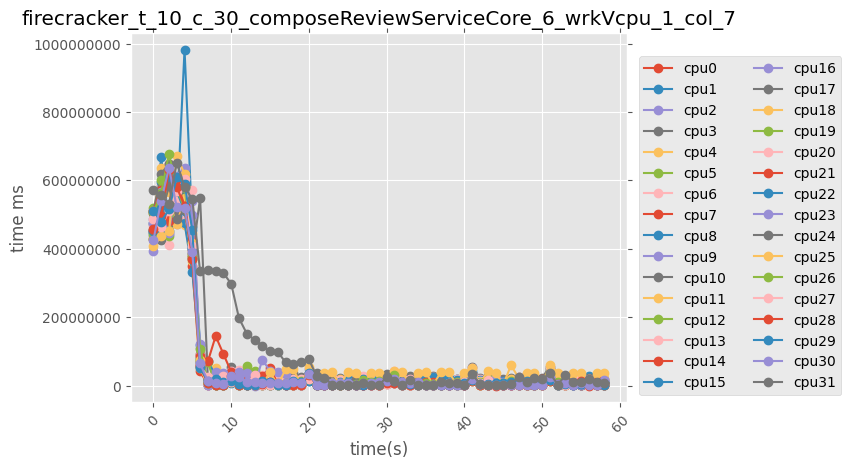 firecracker_t_10_c_30_composeReviewServiceCore_6_wrkVcpu_1_col_7
1000000000
800000000
600000000
400000000
200000000
0
time ms
0
10
20
30
40
50
60
time(s)
cpu0
cpu1
cpu2
cpu3
cpu4
cpu5
cpu6
cpu7
cpu8
cpu9
cpu10
cpu11
cpu12
cpu13
cpu14
cpu15
cpu16
cpu17
cpu18
cpu19
cpu20
cpu21
cpu22
cpu23
cpu24
cpu25
cpu26
cpu27
cpu28
cpu29
cpu30
cpu31